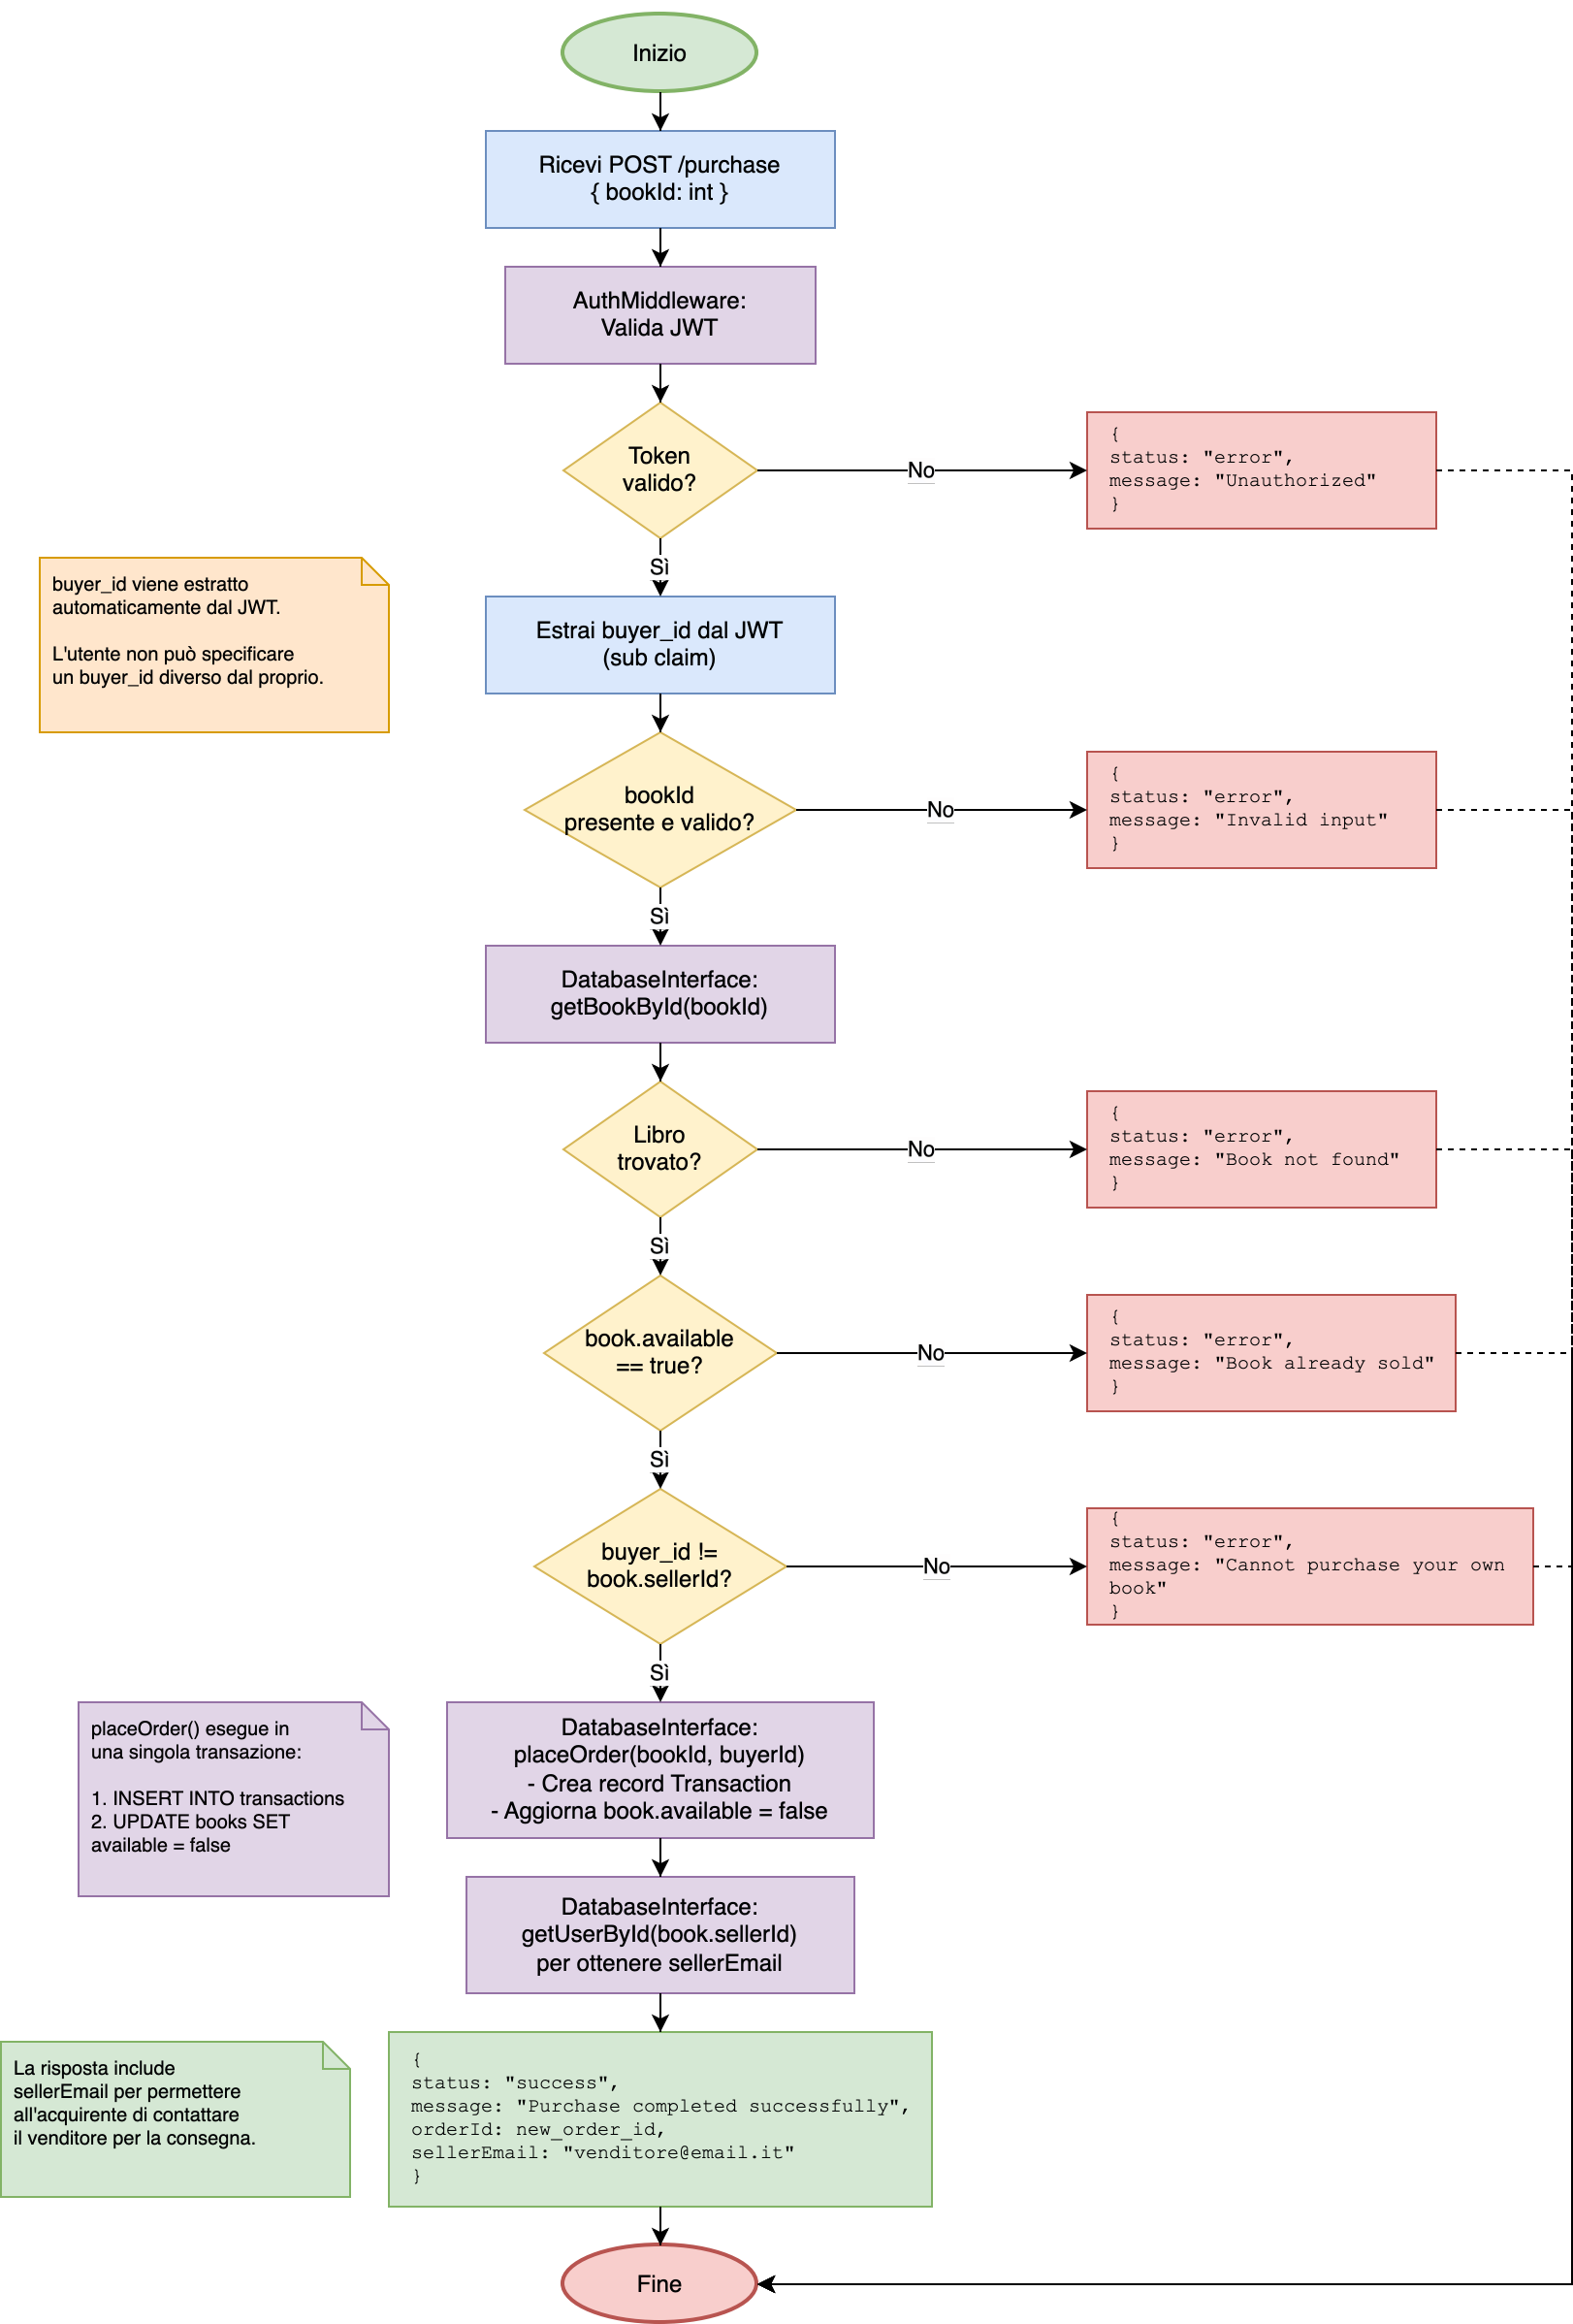 Inizio
Ricevi POST /purchase
{ bookId: int }
AuthMiddleware:
Valida JWT
Token
valido?
No
{
status: "error",
message: "Unauthorized"
}
Sì
buyer_id viene estratto
automaticamente dal JWT.
L'utente non può specificare
un buyer_id diverso dal proprio.
Estrai buyer_id dal JWT
(sub claim)
bookId
presente e valido?
No
{
status: "error",
message: "Invalid input"
}
Sì
DatabaseInterface:
getBookById(bookId)
Libro
trovato?
No
{
status: "error",
message: "Book not found"
}
Sì
book.available
== true?
No
{
status: "error",
message: "Book already sold"
}
Sì
buyer_id !=
book.sellerId?
No
{
status: "error",
message: "Cannot purchase your own
book"
}
Sì
placeOrder() esegue in
una singola transazione:
1. INSERT INTO transactions
2. UPDATE books SET
available = false
DatabaseInterface:
placeOrder(bookId, buyerId)
- Crea record Transaction
- Aggiorna book.available = false
DatabaseInterface:
getUserById(book.sellerId)
per ottenere sellerEmail
La risposta include
sellerEmail per permettere
all'acquirente di contattare
il venditore per la consegna.
{
status: "success",
message: "Purchase completed successfully",
orderId: new_order_id,
sellerEmail: "venditore@email.it"
}
Fine